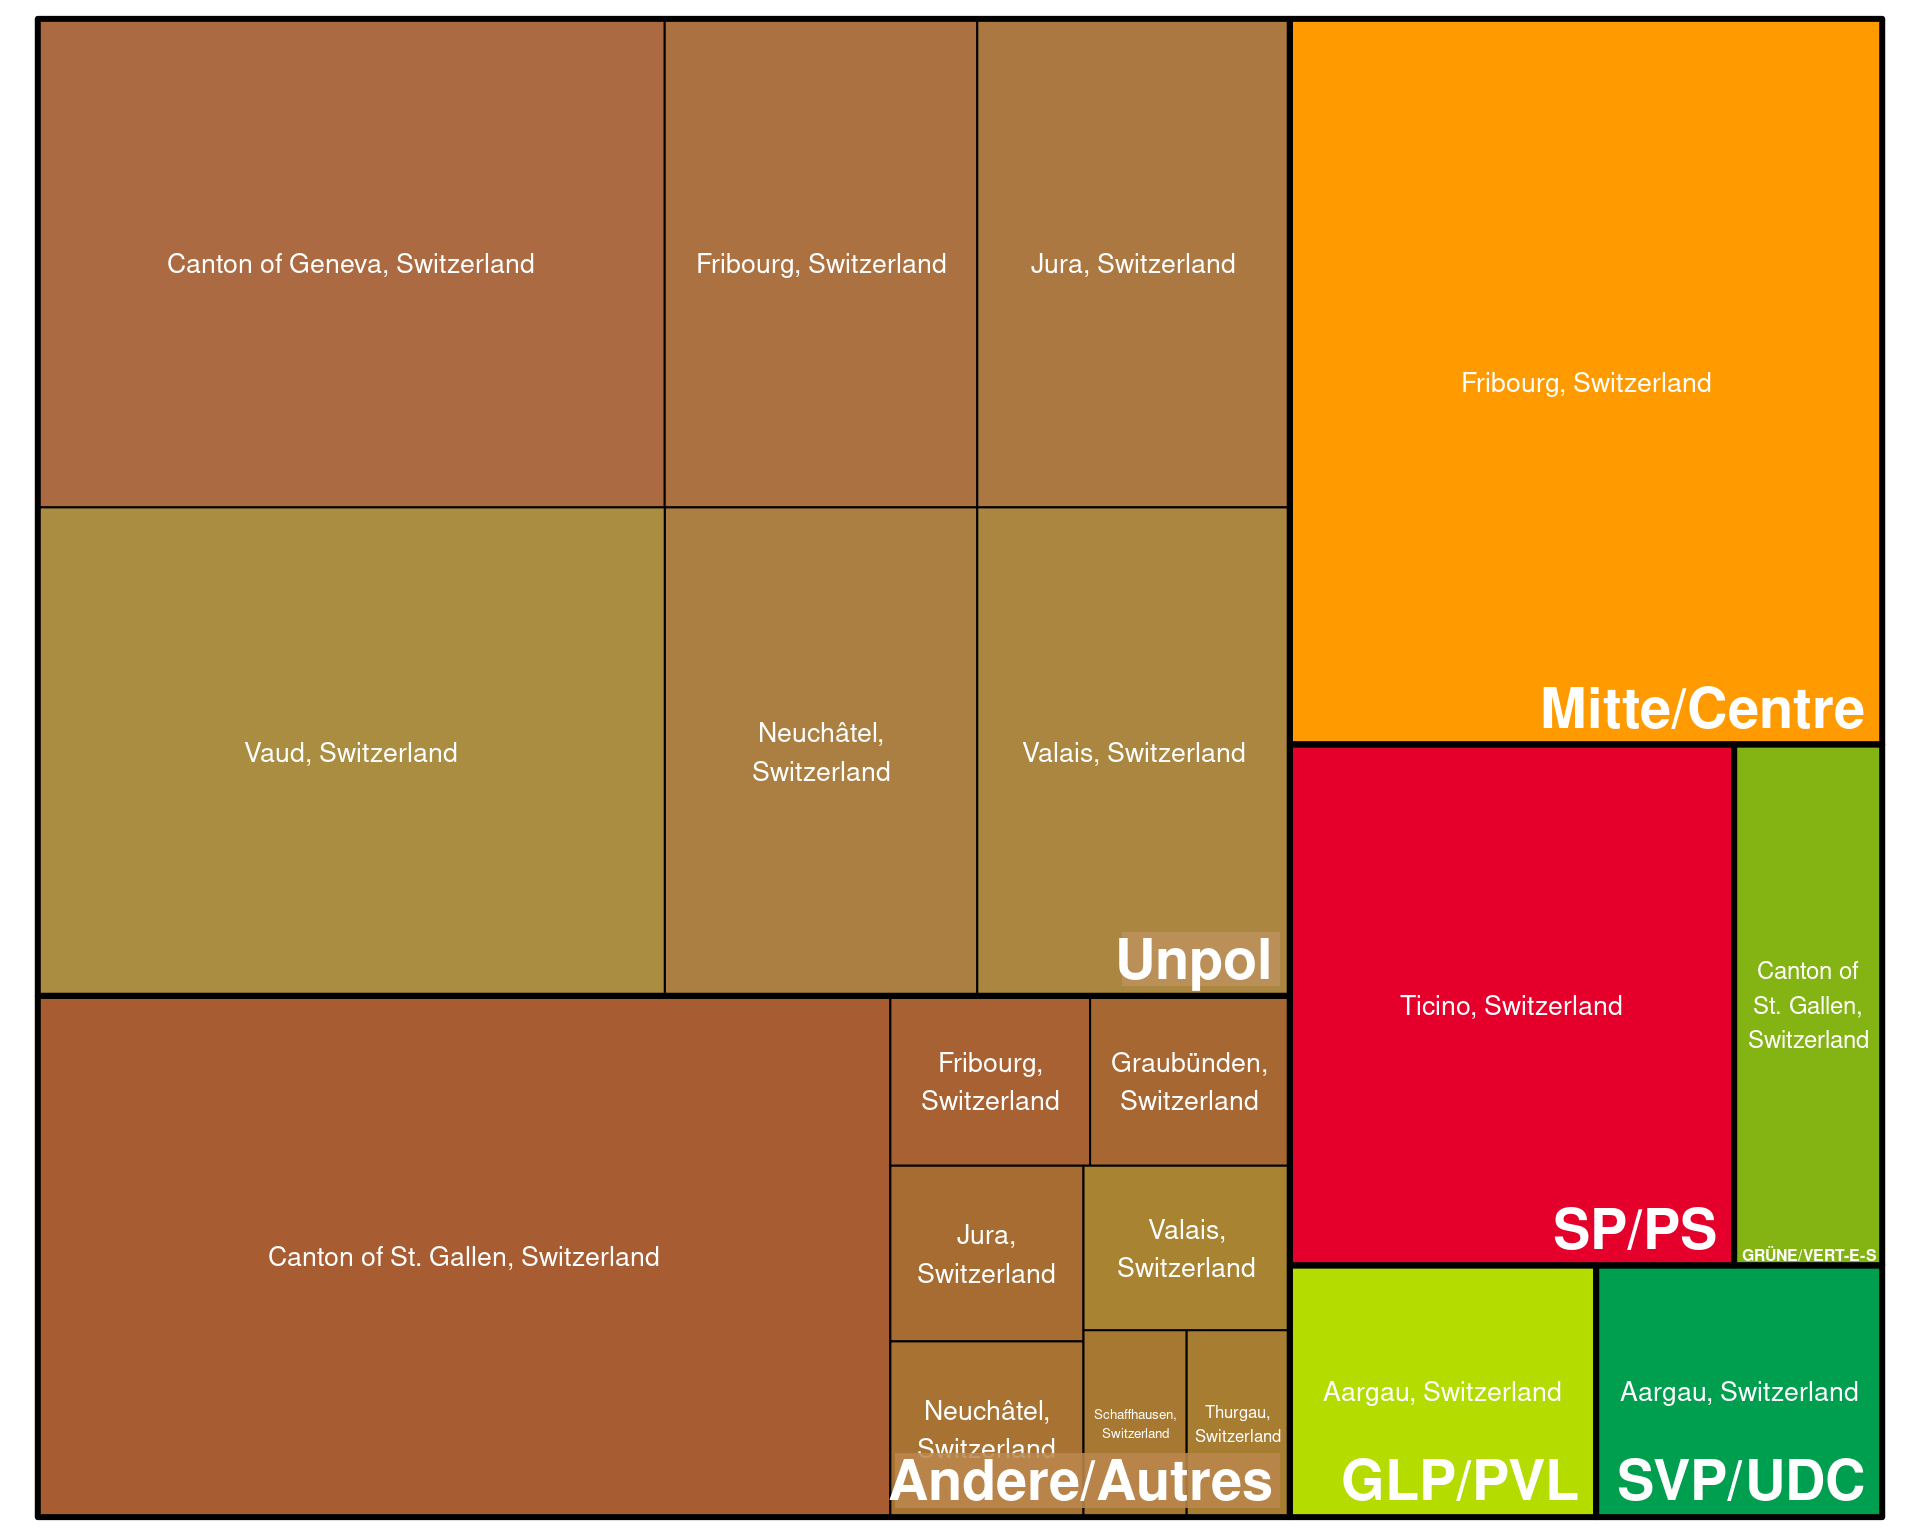 Canton of Geneva, Switzerland
Fribourg, Switzerland
Jura, Switzerland
Vaud, Switzerland
Neuchâtel,
Switzerland
Valais, Switzerland
Unpol
Canton of St. Gallen, Switzerland
Fribourg,
Switzerland
Graubünden,
Switzerland
Jura,
Switzerland
Valais,
Switzerland
Neuchâtel,
Switzerland
Schaffhausen,
Switzerland
Thurgau,
Switzerland
Andere/Autres
Fribourg, Switzerland
Mitte/Centre
Ticino, Switzerland
SP/PS
Canton of
St. Gallen,
Switzerland
GRÜNE/VERT-E-S
Aargau, Switzerland
GLP/PVL
Aargau, Switzerland
SVP/UDC